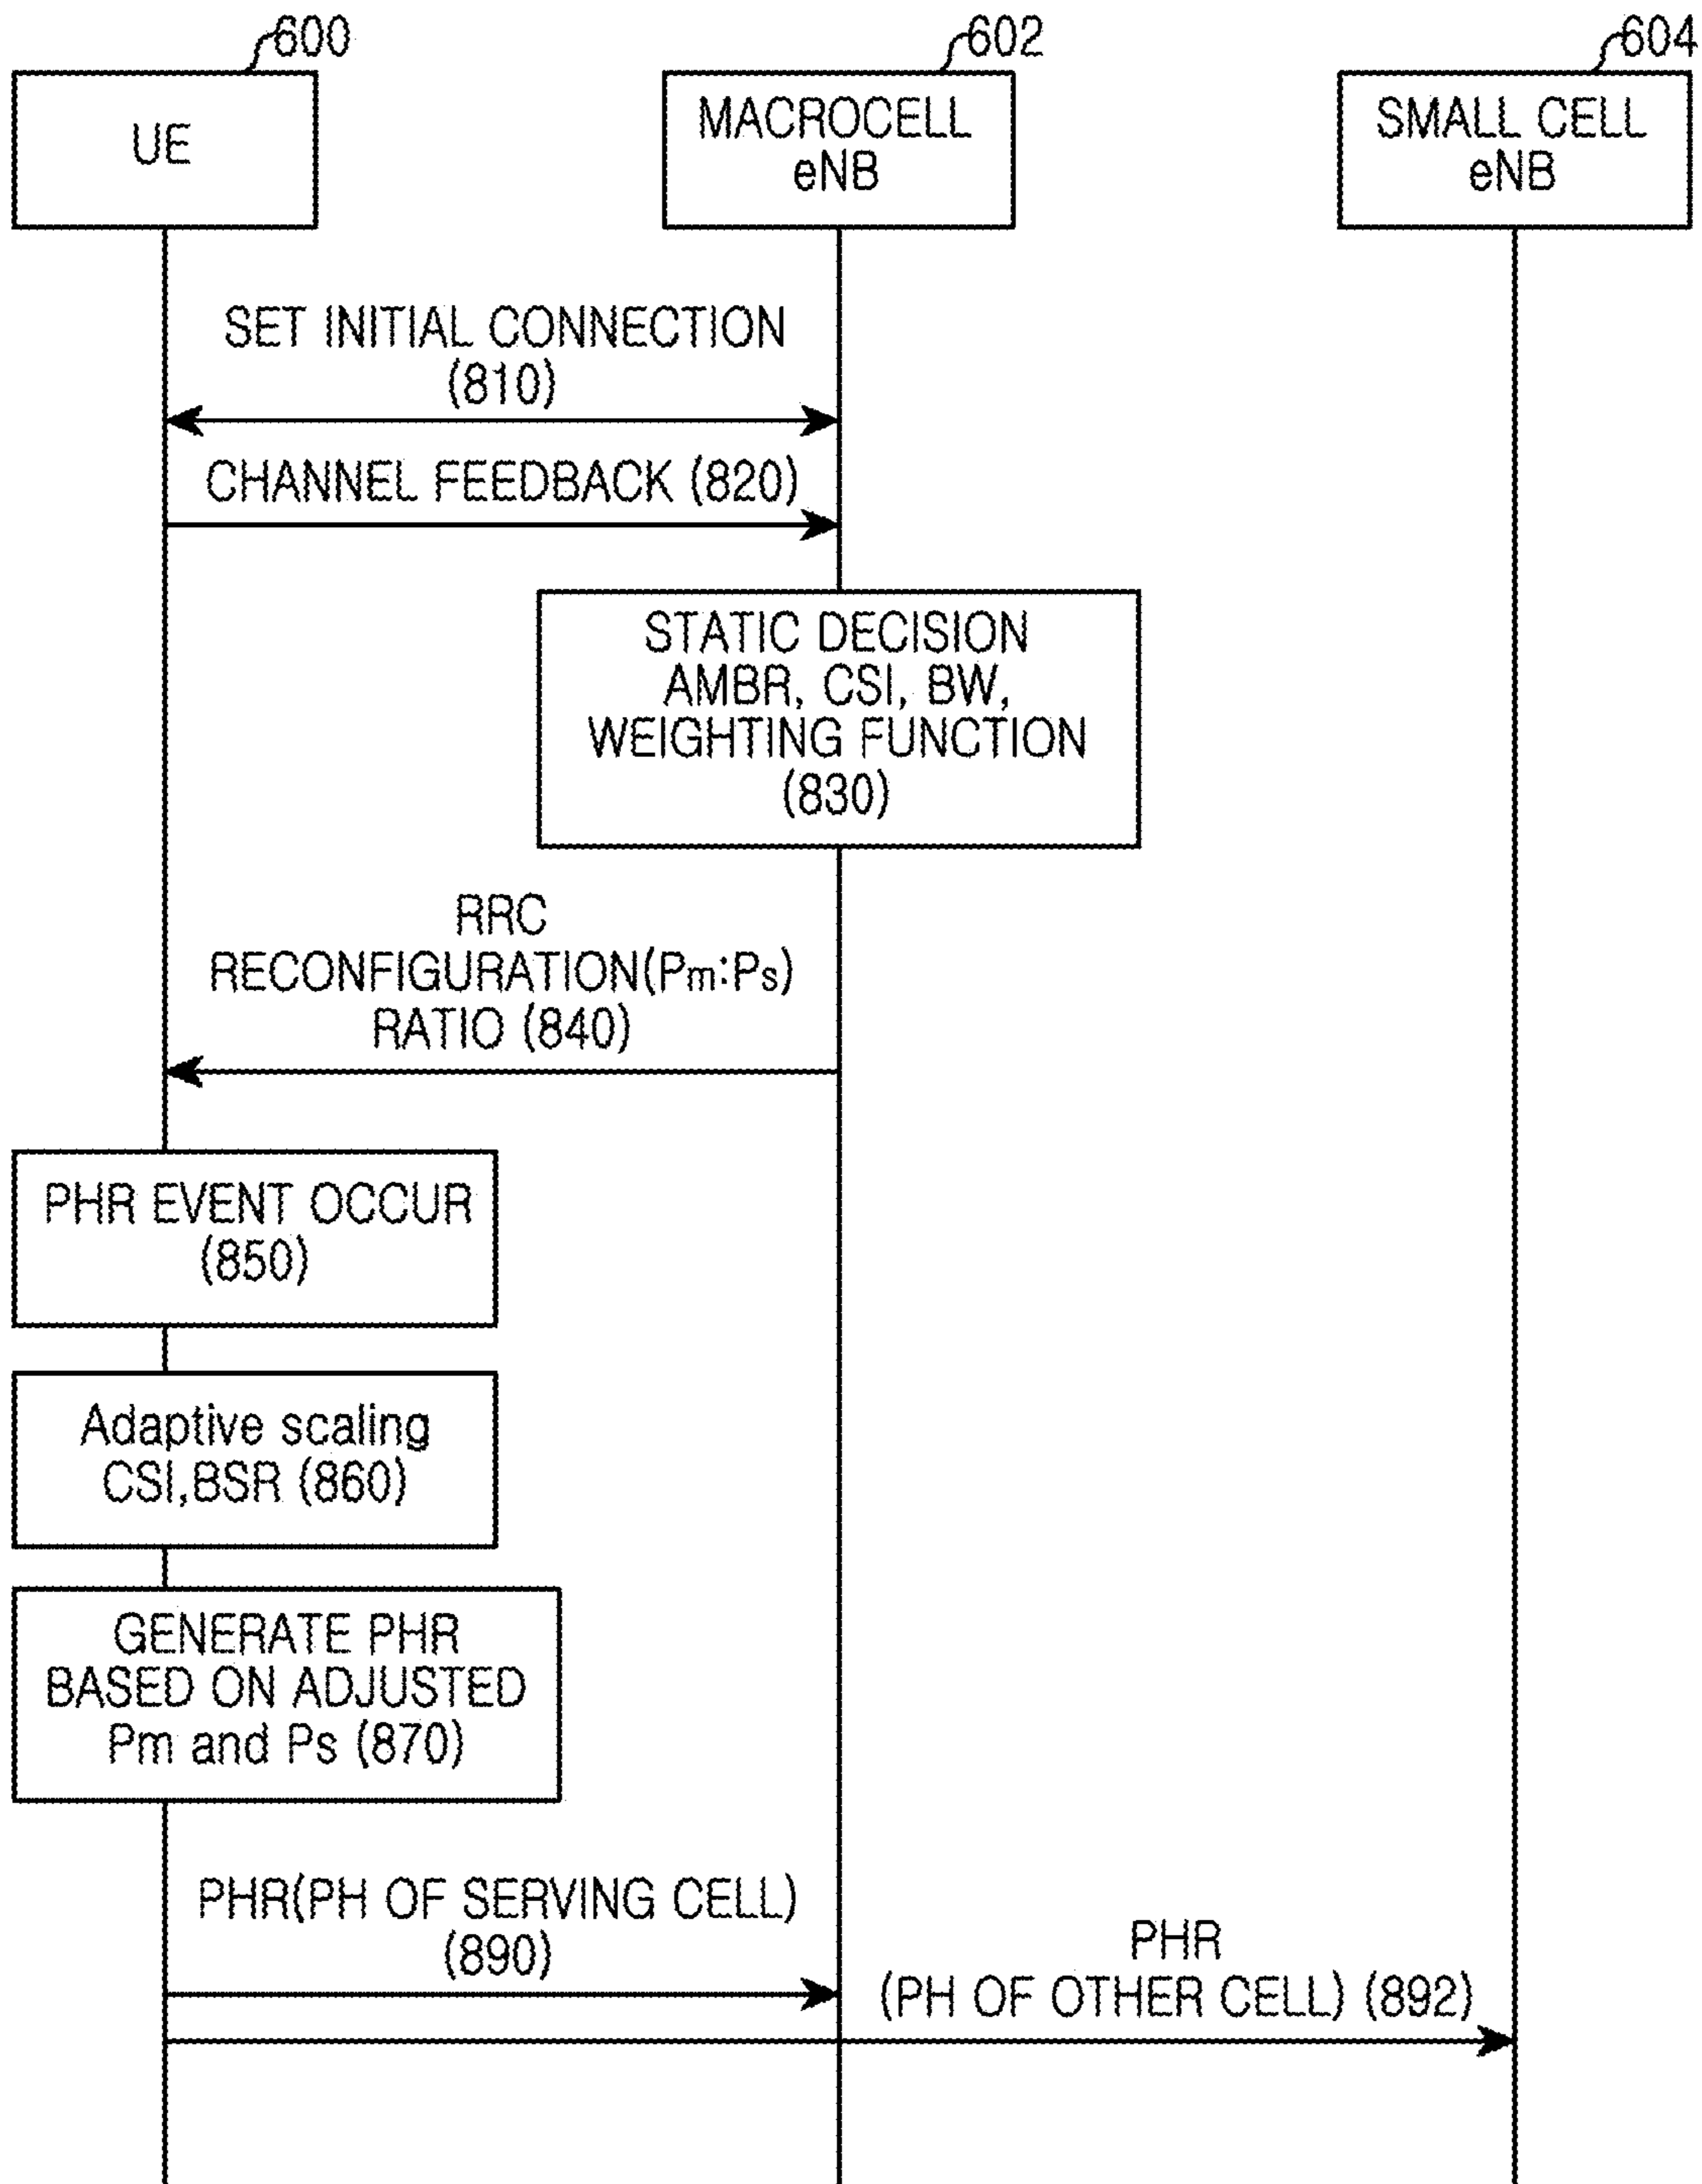 600
602
604
UE
MACROCELL
eNB
SMALL CELL
eNB
SET INITIAL CONNECTION
(810)
CHANNEL FEEDBACK (820)
STATIC DECISION
AMBR, CSI, BW,
WEIGHTING FUNCTION
(830)
RRC
RECONFIGURATION(Pm:Ps)
RATIO (840)
PHR EVENT OCCUR
(850)
Adaptive scaling
CSI,BSR (860)
GENERATE PHR
BASED ON ADJUSTED
Pm and Ps (870)
PHR(PH OF SERVING CELL)
(890)
PHR
(PH OF OTHER CELL) (892)